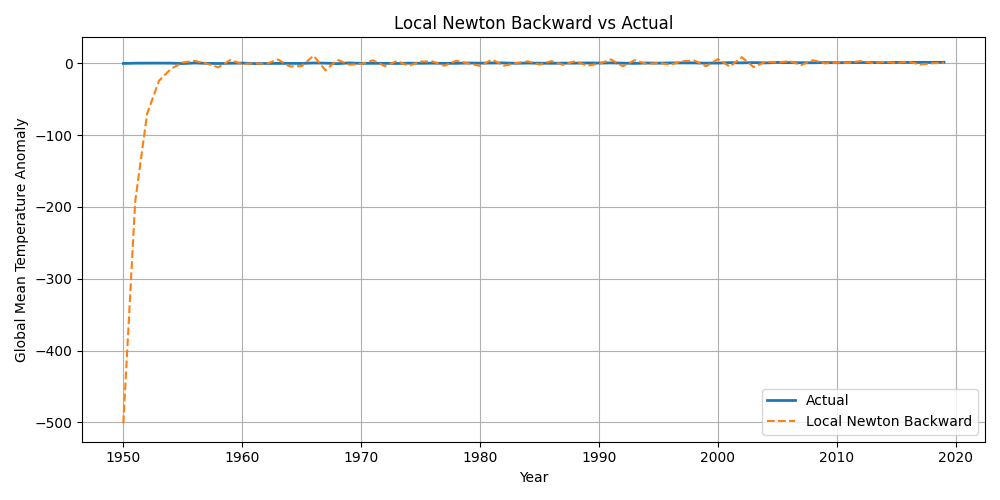 Local Newton Backward vs Actual
Global Mean Temperature Anomaly
0
−100
−200
−300
−400
−500
1950
1960
1970
1980
1990
2000
2010
2020
Year
Actual
Local Newton Backward